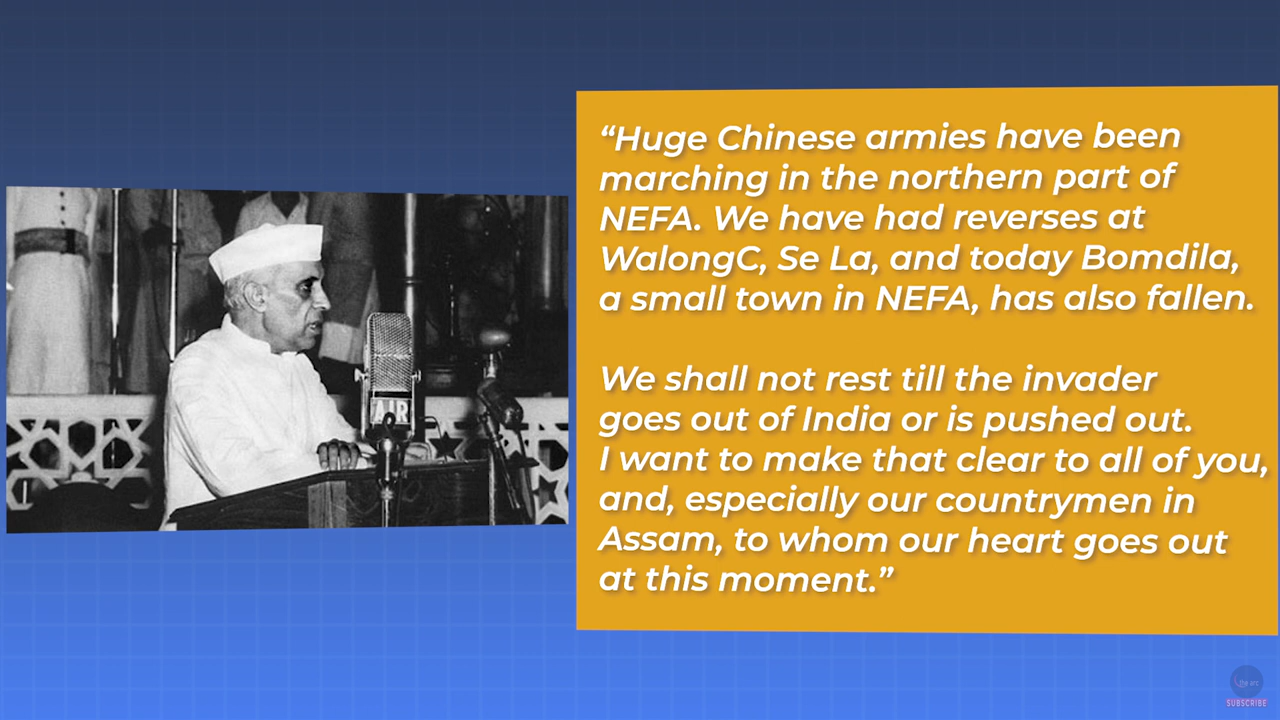 “Huge Chinese armies have been
marching in the northern part of
NEFA. We have had reverses at
WalongC, Se La, and today Bomdila,
a small town in NEFA, has also fallen.
We shall not rest till the invader
goes out of India or is pushed out.
I want to make that clear to all of you,
and, especially our countrymen in
Assam, to whom our heart goes out
at this moment.”
AIR
SUBSCRIBE